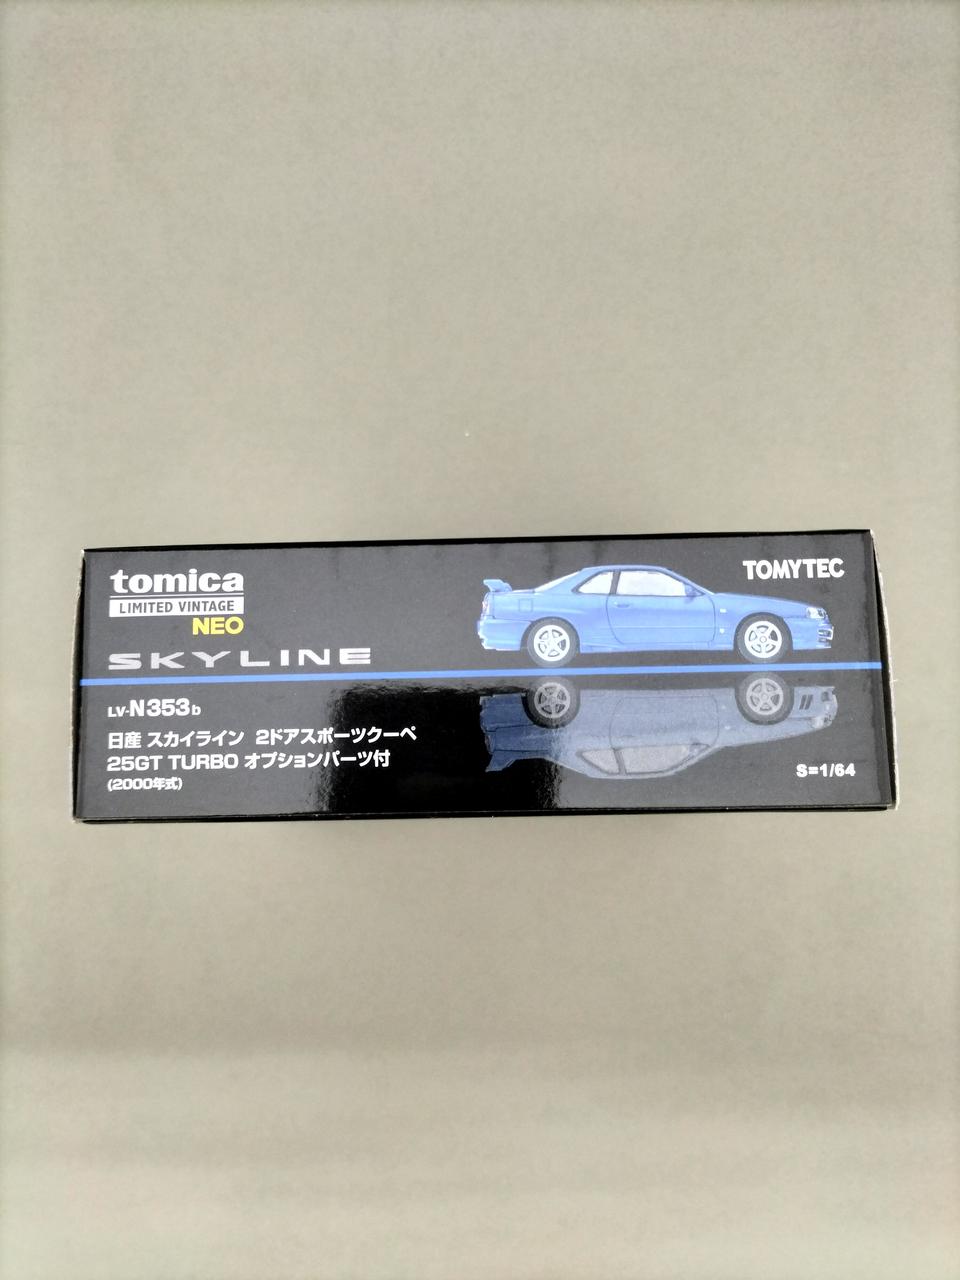 tomica
LIMITED VINTAGE
NEO
TOMYTEC
SKYLINE
LV-N353b
日産 スカイライン 2ドアスポーツクーペ
25GT TURBO オプションパーツ付
(2000年式)
S=1/64